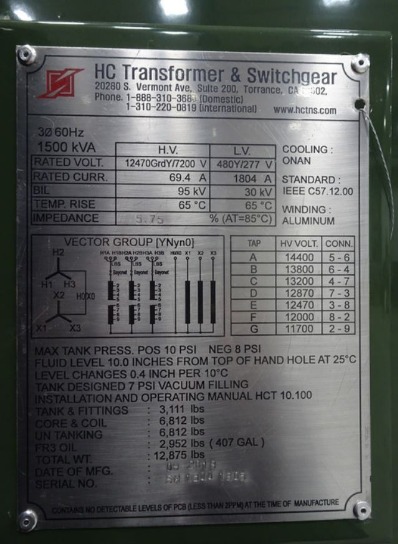 HC Transformer & Switchgear
20280 S. Vermont Ave, Suite 200, Torrance, CA
Phone. 1-888-310- (Domestic)
1-310-220-0819 (International) www.hctns.com
3Ø 60Hz
1500 kVA H.V. L.V.
RATED VOLT. 12470GrdY/7200 V 480Y/277 V
RATED CURR. 69.4 A 1804 A
BIL 95 kV 30 kV
TEMP. RISE 65 °C 65 °C
IMPEDANCE 5.75 % (AT=85°C)
COOLING :
ONAN
STANDARD :
IEEE C57.12.00
WINDING :
ALUMINUM
VECTOR GROUP [YNyn0]
H2
H1 H3
X2 H0X0
X1 X3
TAP HV VOLT. CONN.
A 14400 5 - 6
B 13800 6 - 4
C 13200 4 - 7
D 12870 7 - 3
E 12470 3 - 8
F 12000 8 - 2
G 11700 2 - 9
MAX TANK PRESS. POS 10 PSI NEG 8 PSI
FLUID LEVEL 10.0 INCHES FROM TOP OF HAND HOLE AT 25°C
LEVEL CHANGES 0.4 INCH PER 10°C
TANK DESIGNED 7 PSI VACUUM FILLING
INSTALLATION AND OPERATING MANUAL HCT 10.100
TANK & FITTINGS : 3,111 lbs
CORE & COIL : 6,812 lbs
UN TANKING : 6,812 lbs
FR3 OIL : 2,952 lbs ( 407 GAL )
TOTAL WT. : 12,875 lbs
DATE OF MFG. :
SERIAL NO. :
CONTAINS NO DETECTABLE LEVELS OF PCB (LESS THAN 2PPM) AT THE TIME OF MANUFACTURE